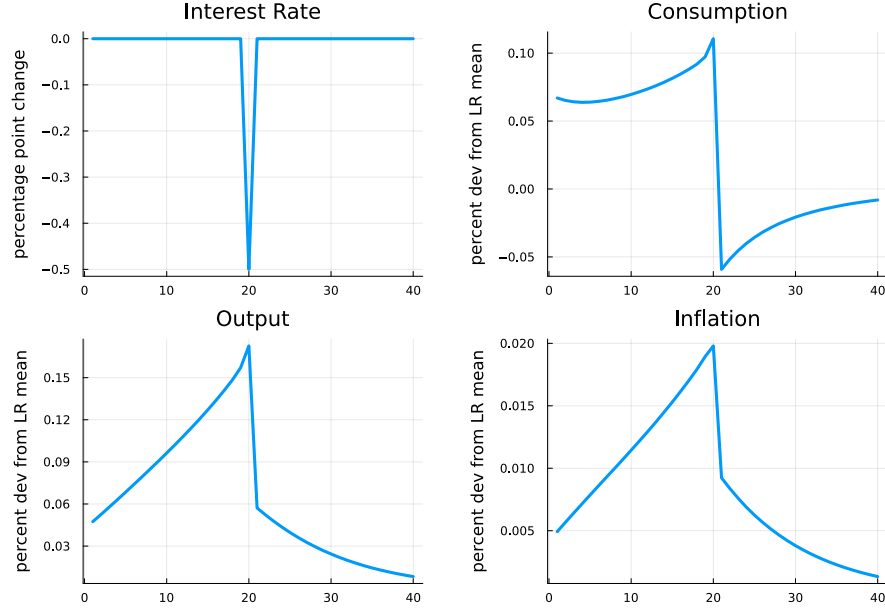 Interest Rate
percentage point change
0.0
−0.1
−0.2
−0.3
−0.4
−0.5
0 10 20 30 40
Consumption
percent dev from LR mean
0.10
0.05
0.00
−0.05
0 10 20 30 40
Output
percent dev from LR mean
0.15
0.12
0.09
0.06
0.03
0 10 20 30 40
Inflation
percent dev from LR mean
0.020
0.015
0.010
0.005
0 10 20 30 40